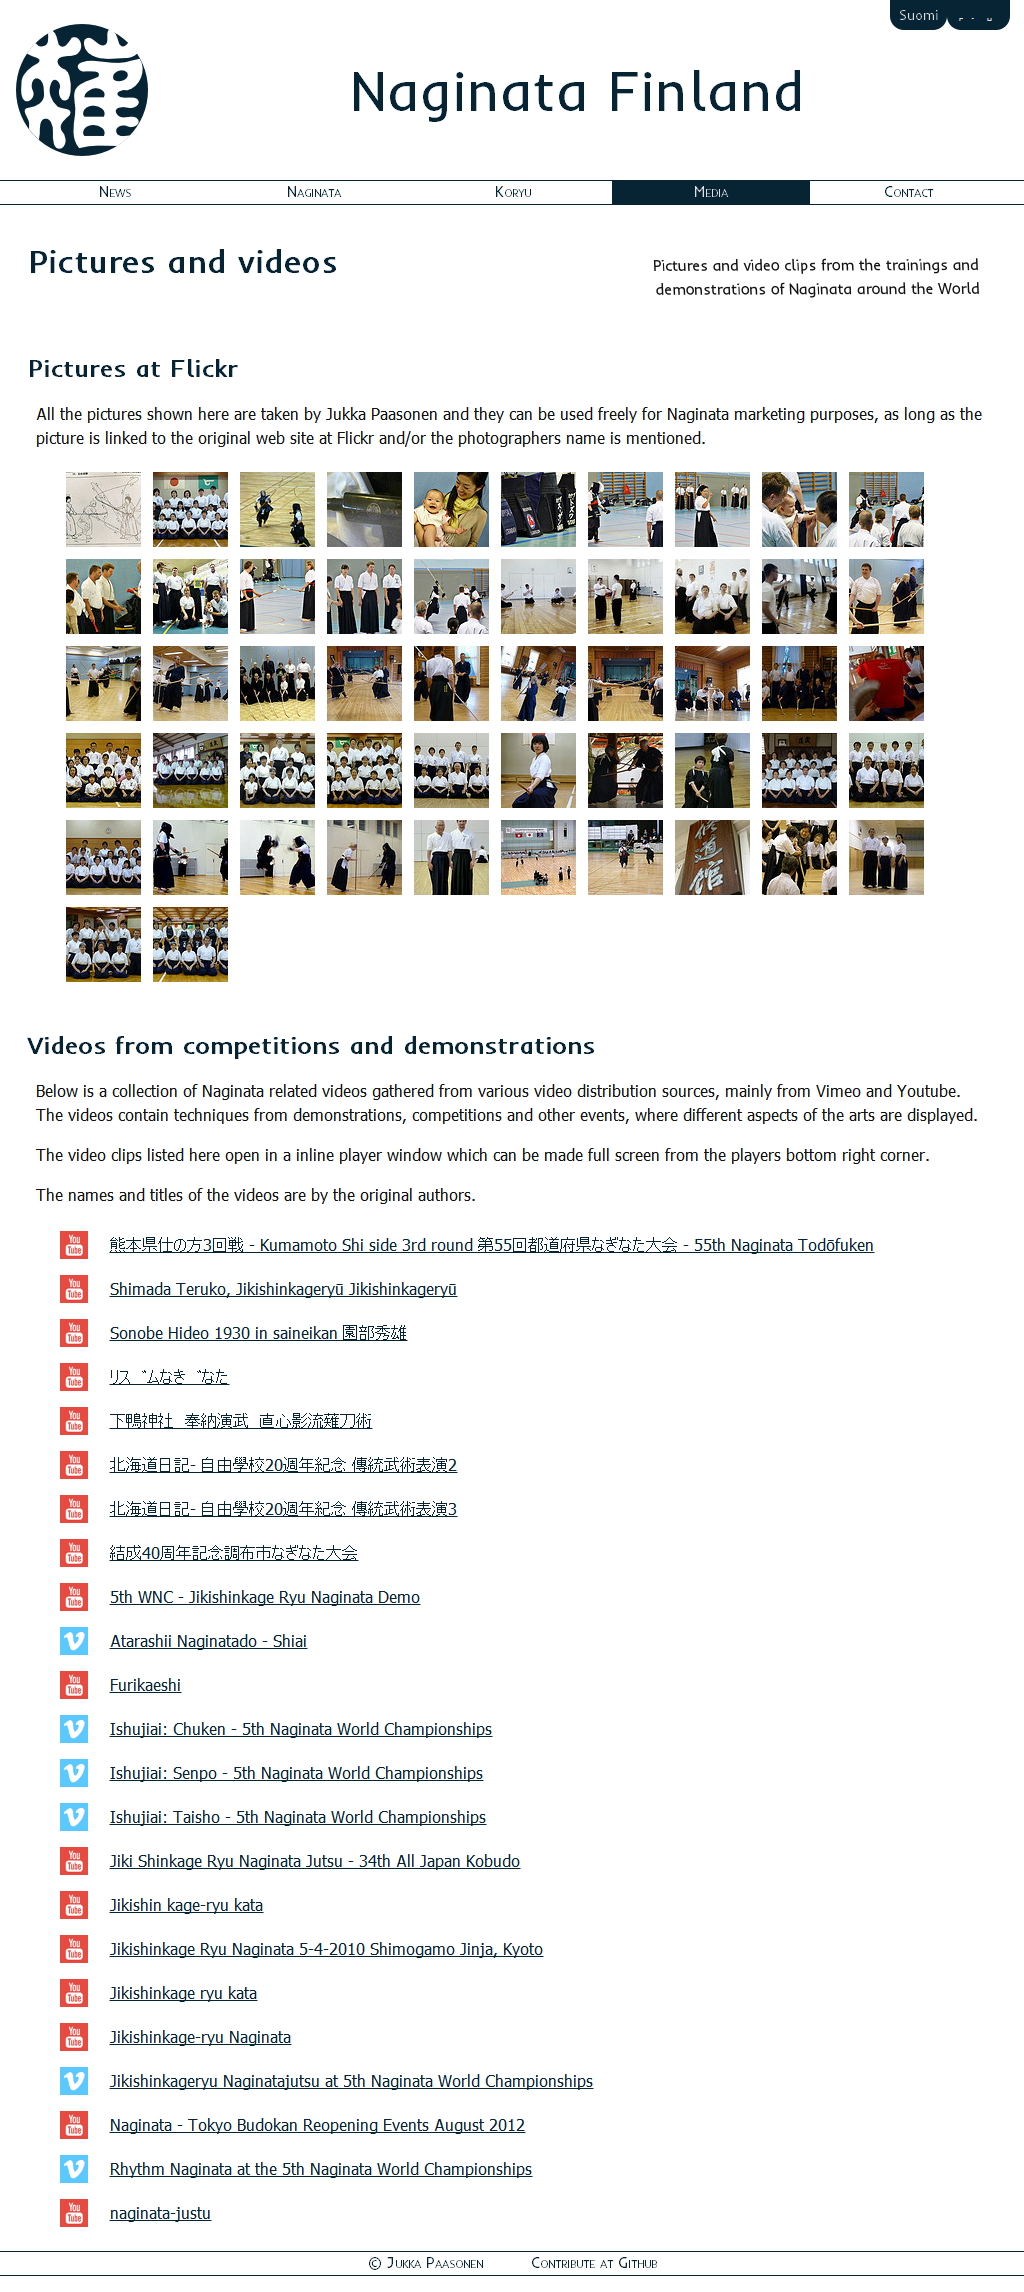 Suomi
Naginata Finland
News
Naginata
Koryu
Media
Contact
Pictures and videos
Pictures and video clips from the trainings and
demonstrations of Naginata around the World
Pictures at Flickr
All the pictures shown here are taken by Jukka Paasonen and they can be used freely for Naginata marketing purposes, as long as the
picture is linked to the original web site at Flickr and/or the photographers name is mentioned.
Videos from competitions and demonstrations
Below is a collection of Naginata related videos gathered from various video distribution sources, mainly from Vimeo and Youtube.
The videos contain techniques from demonstrations, competitions and other events, where different aspects of the arts are displayed.
The video clips listed here open in a inline player window which can be made full screen from the players bottom right corner.
The names and titles of the videos are by the original authors.
熊本県仕の方3回戦 - Kumamoto Shi side 3rd round 第55回都道府県なぎなた大会 - 55th Naginata Todōfuken
Shimada Teruko, Jikishinkageryū Jikishinkageryū
Sonobe Hideo 1930 in saineikan 園部秀雄
リズムなぎなた
下鴨神社　奉納演武　直心影流薙刀術
北海道日記- 自由學校20週年紀念 傳統武術表演2
北海道日記- 自由學校20週年紀念 傳統武術表演3
結成40周年記念調布市なぎなた大会
5th WNC - Jikishinkage Ryu Naginata Demo
Atarashii Naginatado - Shiai
Furikaeshi
Ishujiai: Chuken - 5th Naginata World Championships
Ishujiai: Senpo - 5th Naginata World Championships
Ishujiai: Taisho - 5th Naginata World Championships
Jiki Shinkage Ryu Naginata Jutsu - 34th All Japan Kobudo
Jikishin kage-ryu kata
Jikishinkage Ryu Naginata 5-4-2010 Shimogamo Jinja, Kyoto
Jikishinkage ryu kata
Jikishinkage-ryu Naginata
Jikishinkageryu Naginatajutsu at 5th Naginata World Championships
Naginata - Tokyo Budokan Reopening Events August 2012
Rhythm Naginata at the 5th Naginata World Championships
naginata-justu
© Jukka Paasonen
Contribute at Github